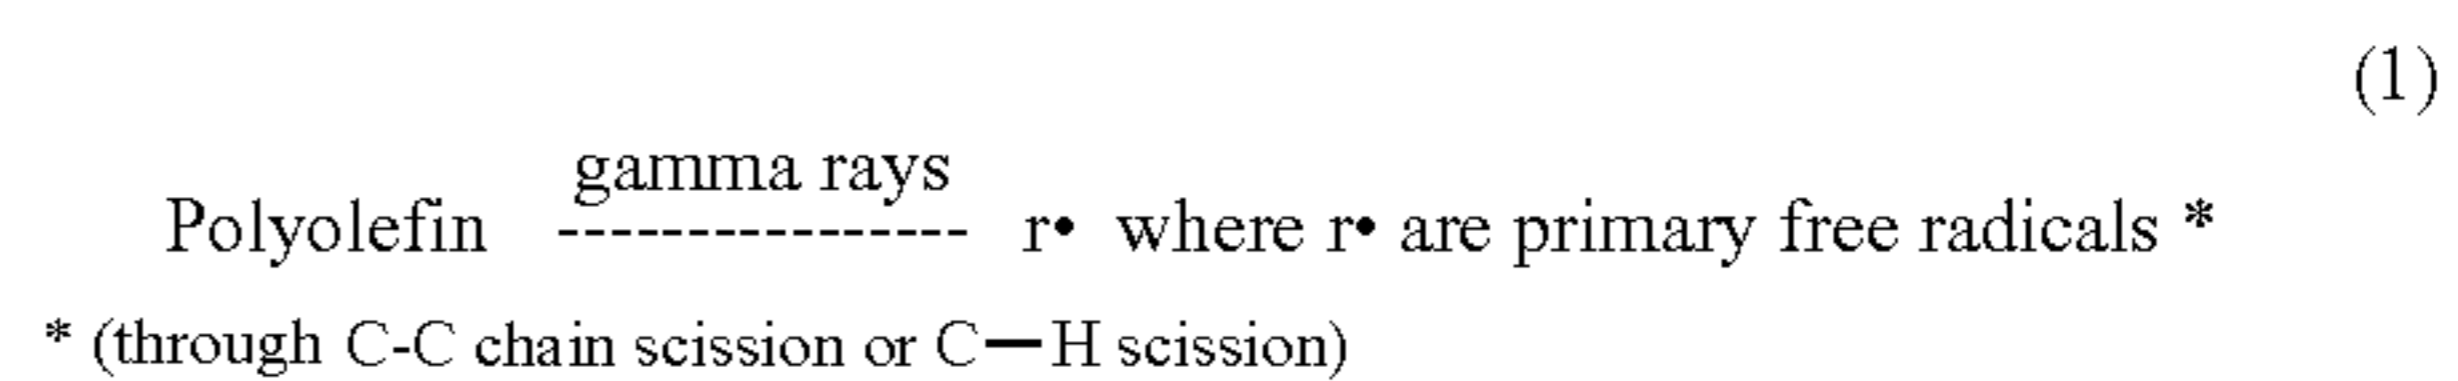 (1)
gamma rays
Polyolefin ---------------- r• where r• are primary free radicals *
* (through C-C chain scission or C—H scission)